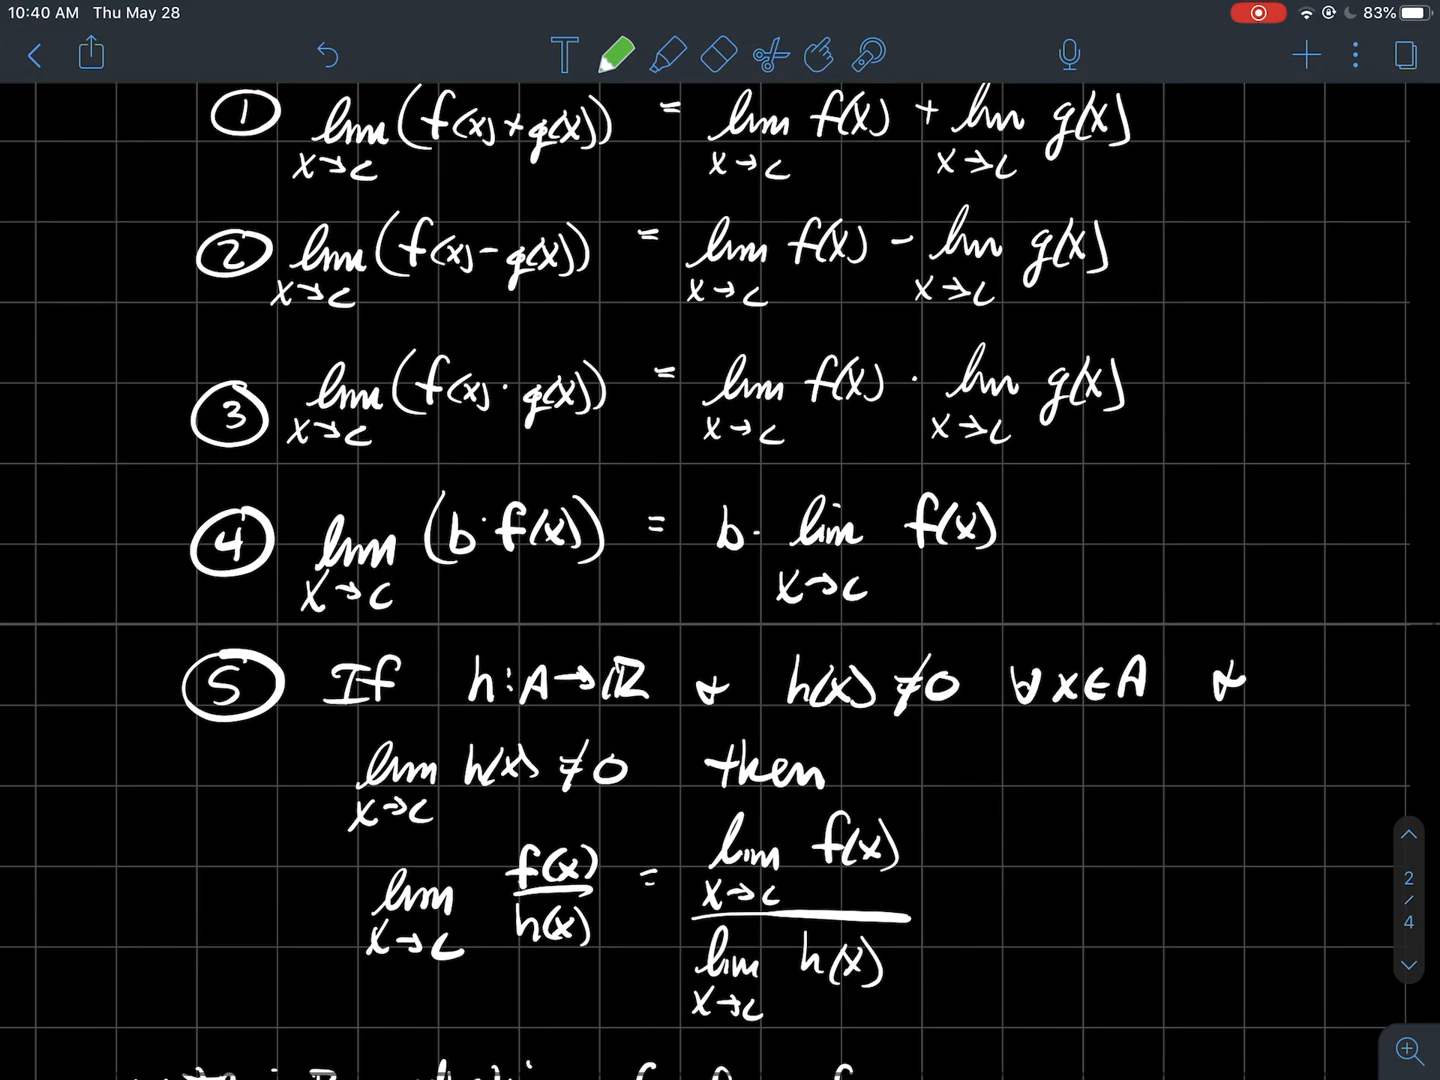 10:40 AM Thu May 28 83%
① lim (f(x)+g(x)) = lim f(x) + lim g(x)
x→c x→c x→c
② lim (f(x)-g(x)) = lim f(x) - lim g(x)
x→c x→c x→c
③ lim (f(x)·g(x)) = lim f(x) · lim g(x)
x→c x→c x→c
④ lim (b·f(x)) = b· lim f(x)
x→c x→c
⑤ If h:A→ℝ & h(x)≠0 ∀x∈A &
lim h(x)≠0 then
x→c
lim f(x)/h(x) = lim f(x) / lim h(x)
x→c x→c x→c
2
/
4